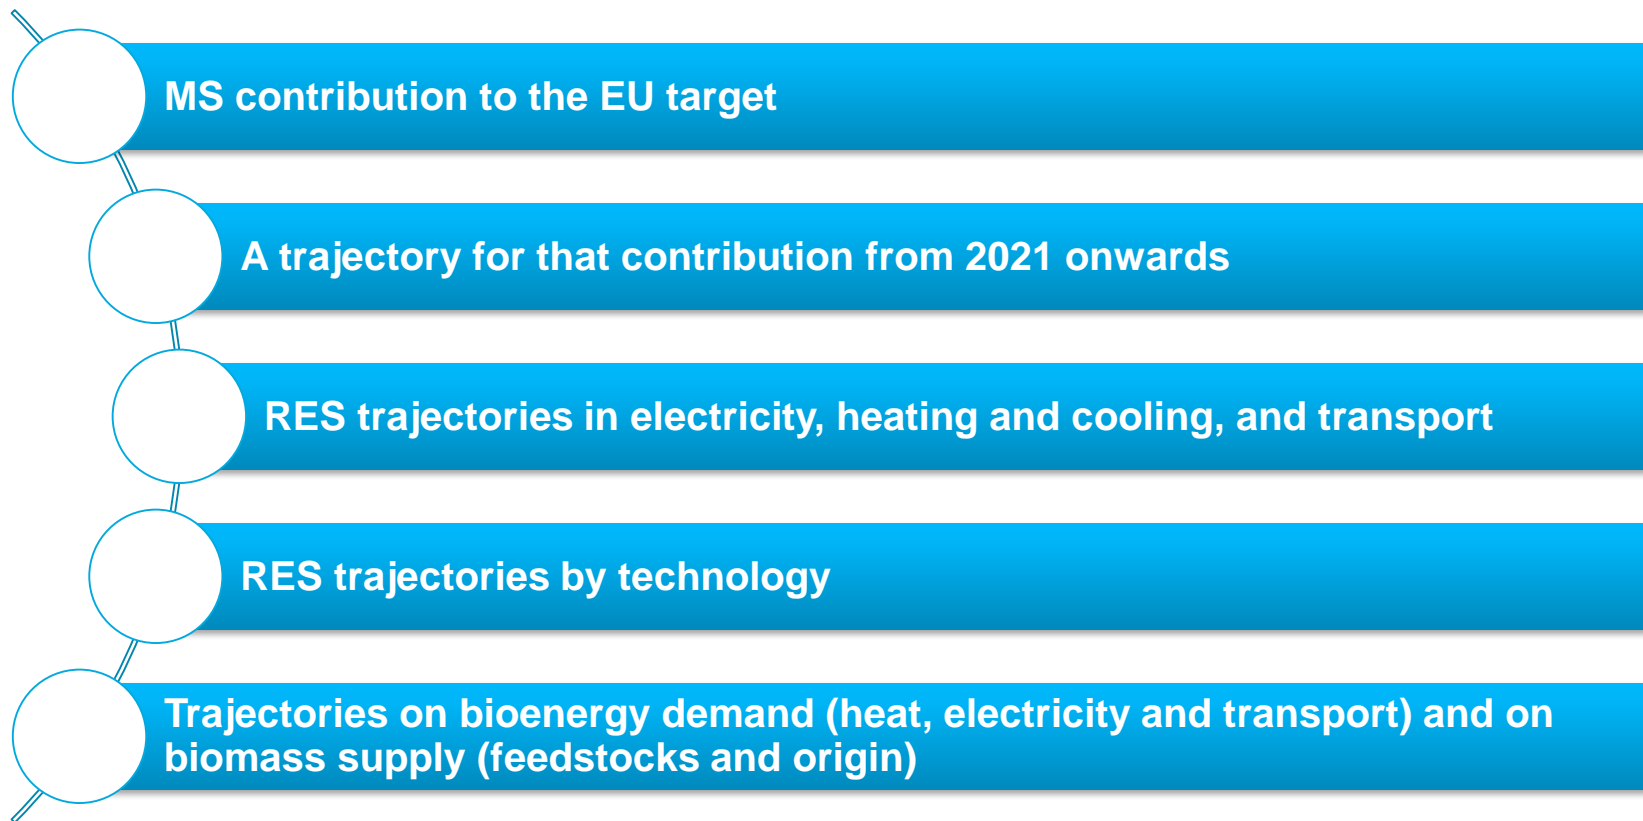 MS contribution to the EU target
A trajectory for that contribution from 2021 onwards
RES trajectories in electricity, heating and cooling, and transport
RES trajectories by technology
Trajectories on bioenergy demand (heat, electricity and transport) and on
biomass supply (feedstocks and origin)